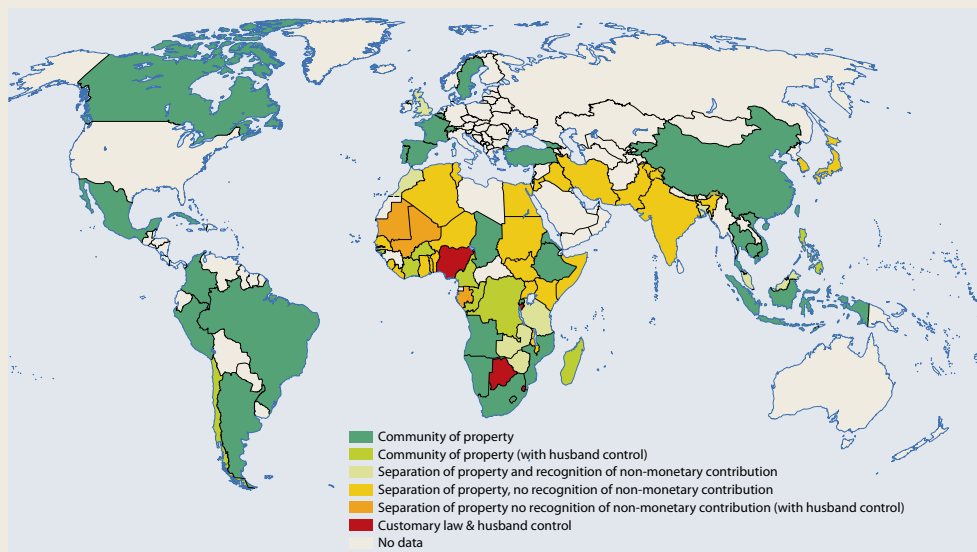 Community of property
Community of property (with husband control)
Separation of property and recognition of non-monetary contribution
Separation of property, no recognition of non-monetary contribution
Separation of property no recognition of non-monetary contribution (with husband control)
Customary law & husband control
No data